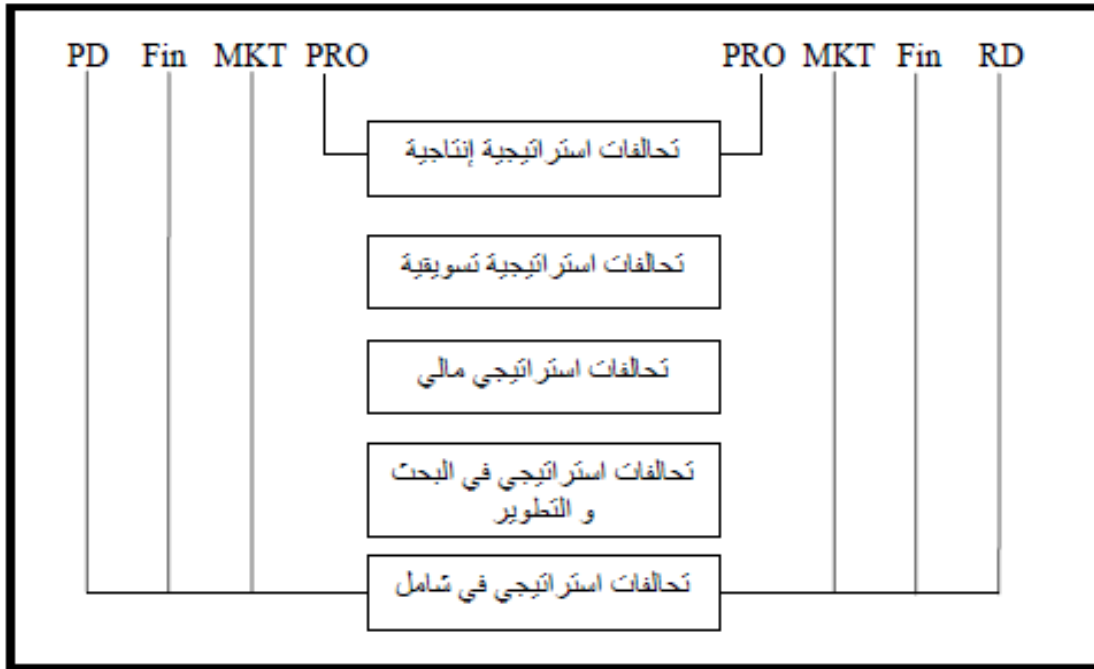 PD Fin MKT PRO PRO MKT Fin RD
تحالفات استراتيجية إنتاجية
تحالفات استراتيجية تسويقية
تحالفات استراتيجي مالي
تحالفات استراتيجي في البحث
و التطوير
تحالفات استراتيجي في شامل